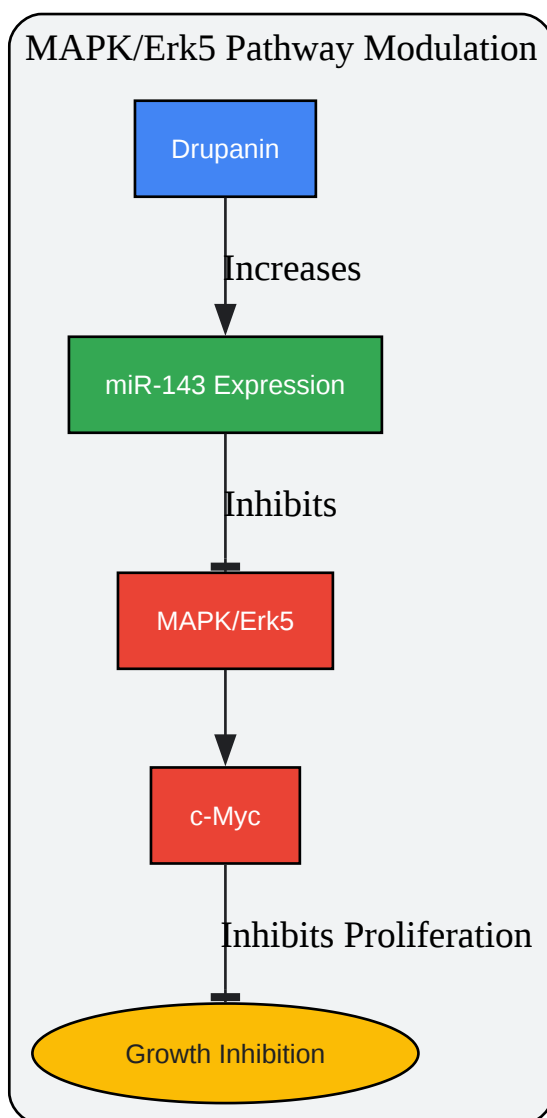 MAPK/Erk5 Pathway Modulation
Drupanin
Increases
miR-143 Expression
Inhibits
MAPK/Erk5
c-Myc
Inhibits Proliferation
Growth Inhibition